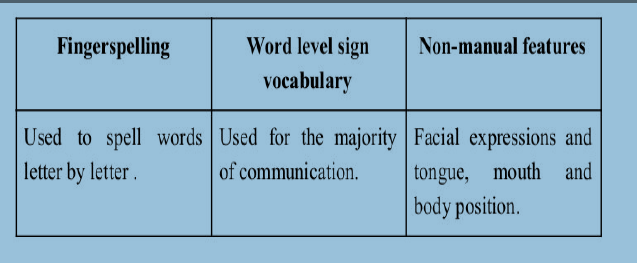 Fingerspelling
Word level sign
vocabulary
Non-manual features
Used to spell words
letter by letter .
Used for the majority
of communication.
Facial expressions and
tongue, mouth and
body position.